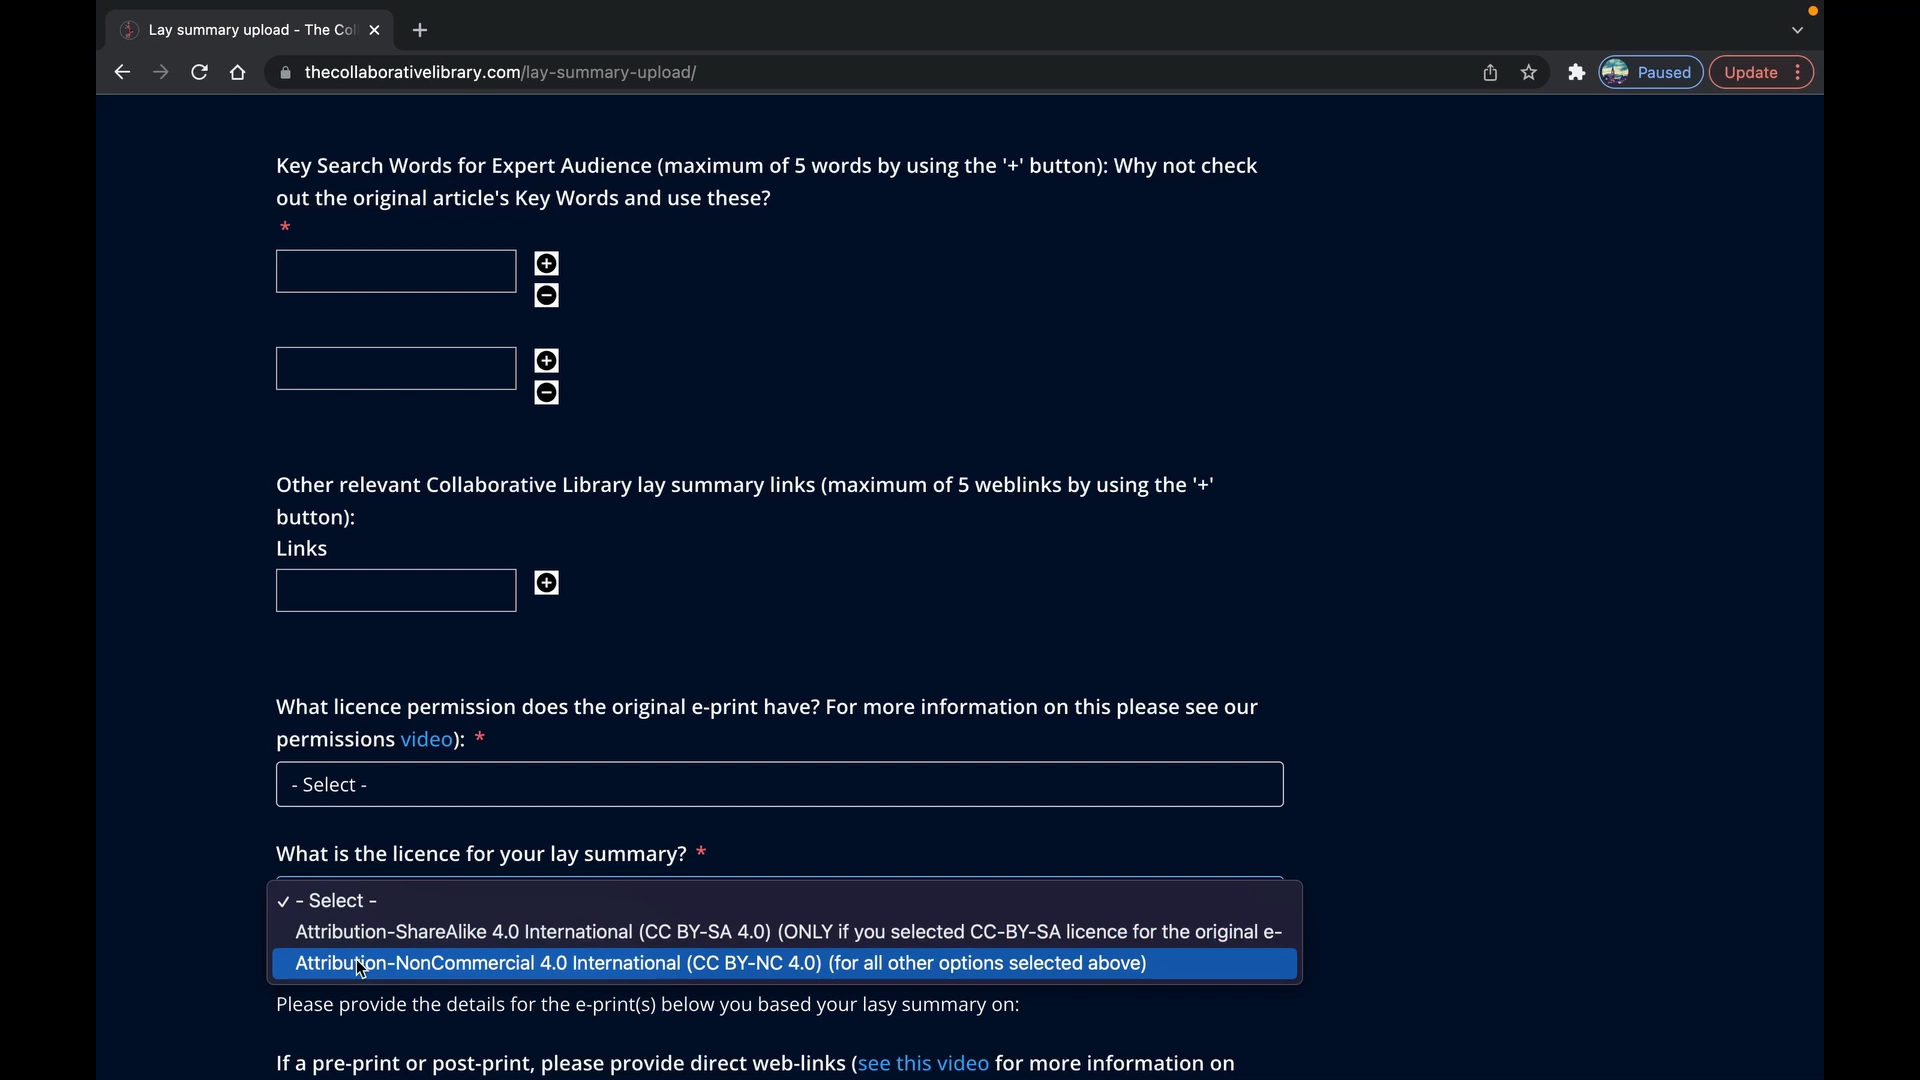 Lay summary upload - The Col
thecollaborativelibrary.com/lay-summary-upload/
Paused
Update
Key Search Words for Expert Audience (maximum of 5 words by using the '+' button): Why not check
out the original article's Key Words and use these?
*
Other relevant Collaborative Library lay summary links (maximum of 5 weblinks by using the '+'
button):
Links
What licence permission does the original e-print have? For more information on this please see our
permissions video): *
- Select -
What is the licence for your lay summary? *
✓ - Select -
Attribution-ShareAlike 4.0 International (CC BY-SA 4.0) (ONLY if you selected CC-BY-SA licence for the original e-
Attribution-NonCommercial 4.0 International (CC BY-NC 4.0) (for all other options selected above)
Please provide the details for the e-print(s) below you based your lasy summary on:
If a pre-print or post-print, please provide direct web-links (see this video for more information on